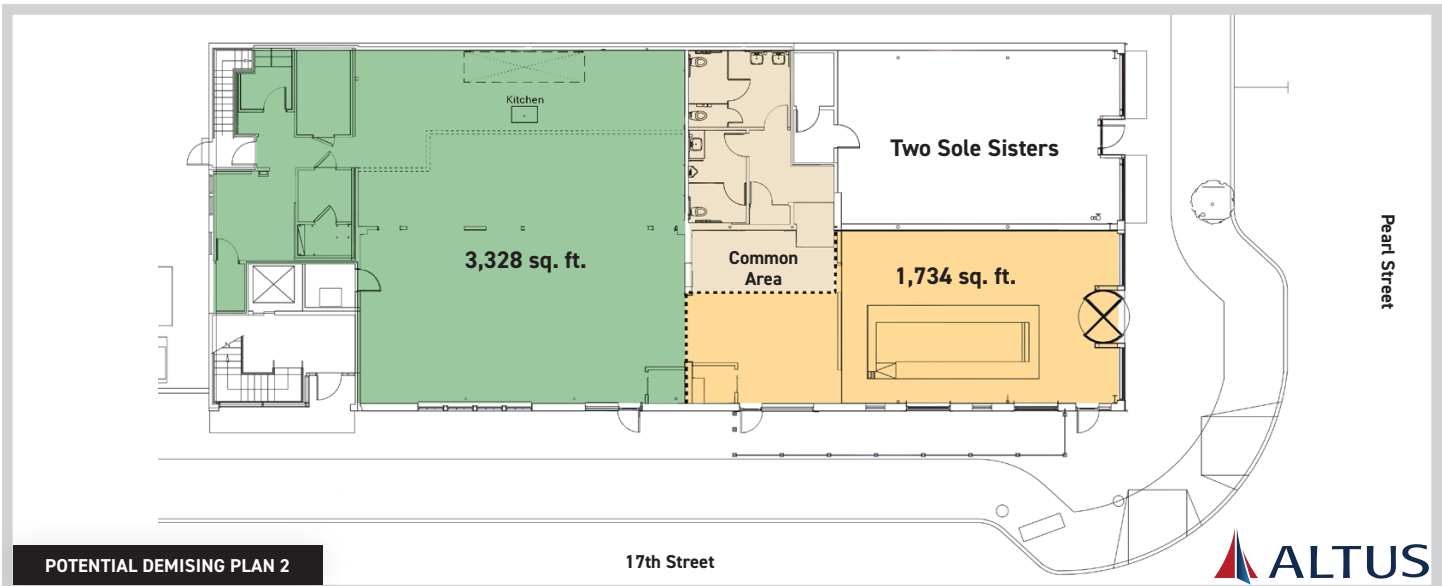 Kitchen
Two Sole Sisters
3,328 sq. ft.
Common
Area
1,734 sq. ft.
Pearl Street
17th Street
POTENTIAL DEMISING PLAN 2
ALTUS